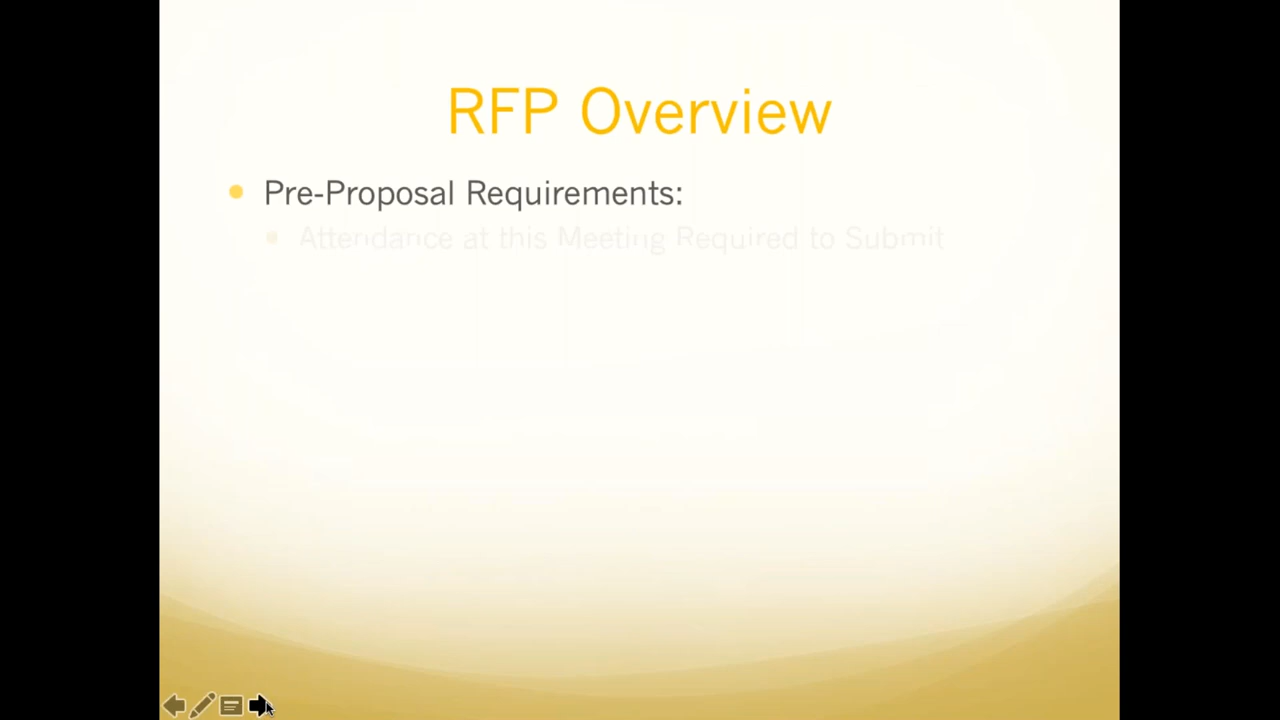 RFP Overview
Pre-Proposal Requirements:
Attendance at this Meeting Required to Submit